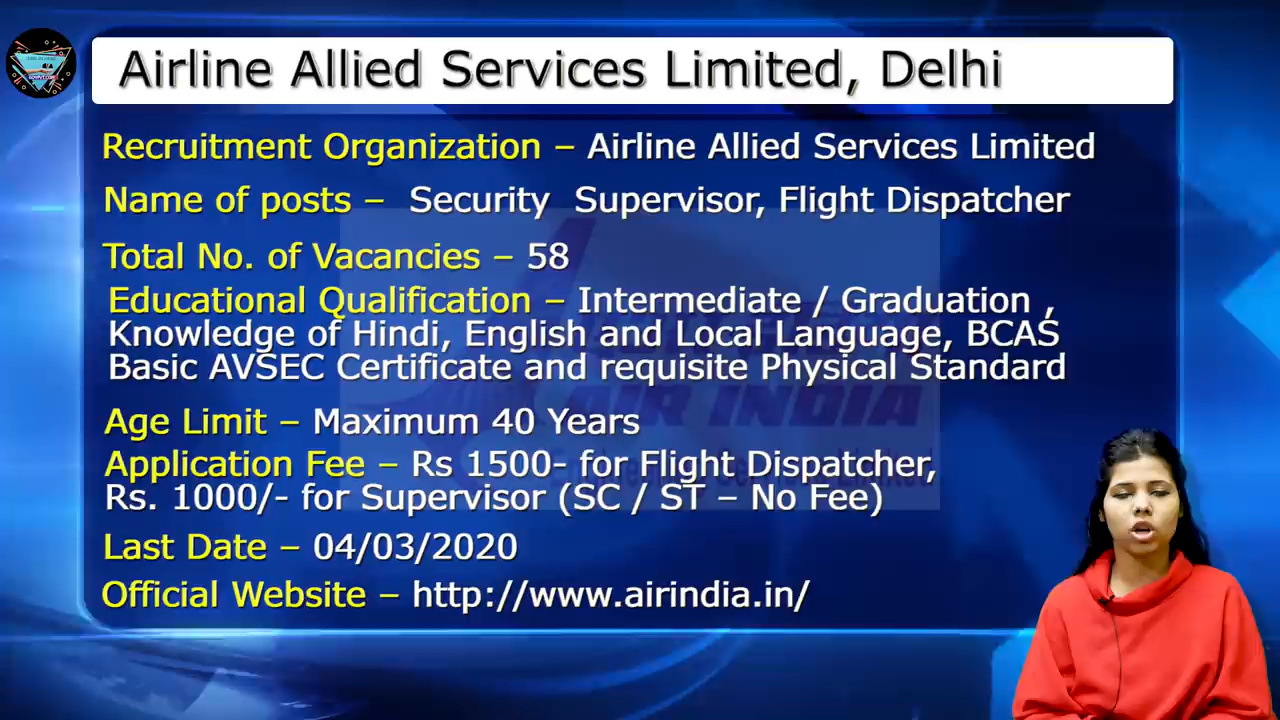 Airline Allied Services Limited, Delhi
Recruitment Organization – Airline Allied Services Limited
Name of posts – Security Supervisor, Flight Dispatcher
Total No. of Vacancies – 58
Educational Qualification – Intermediate / Graduation ,
Knowledge of Hindi, English and Local Language, BCAS
Basic AVSEC Certificate and requisite Physical Standard
AIR INDIA
Age Limit – Maximum 40 Years
Application Fee – Rs 1500- for Flight Dispatcher,
Rs. 1000/- for Supervisor (SC / ST – No Fee)
Last Date – 04/03/2020
Official Website – http://www.airindia.in/